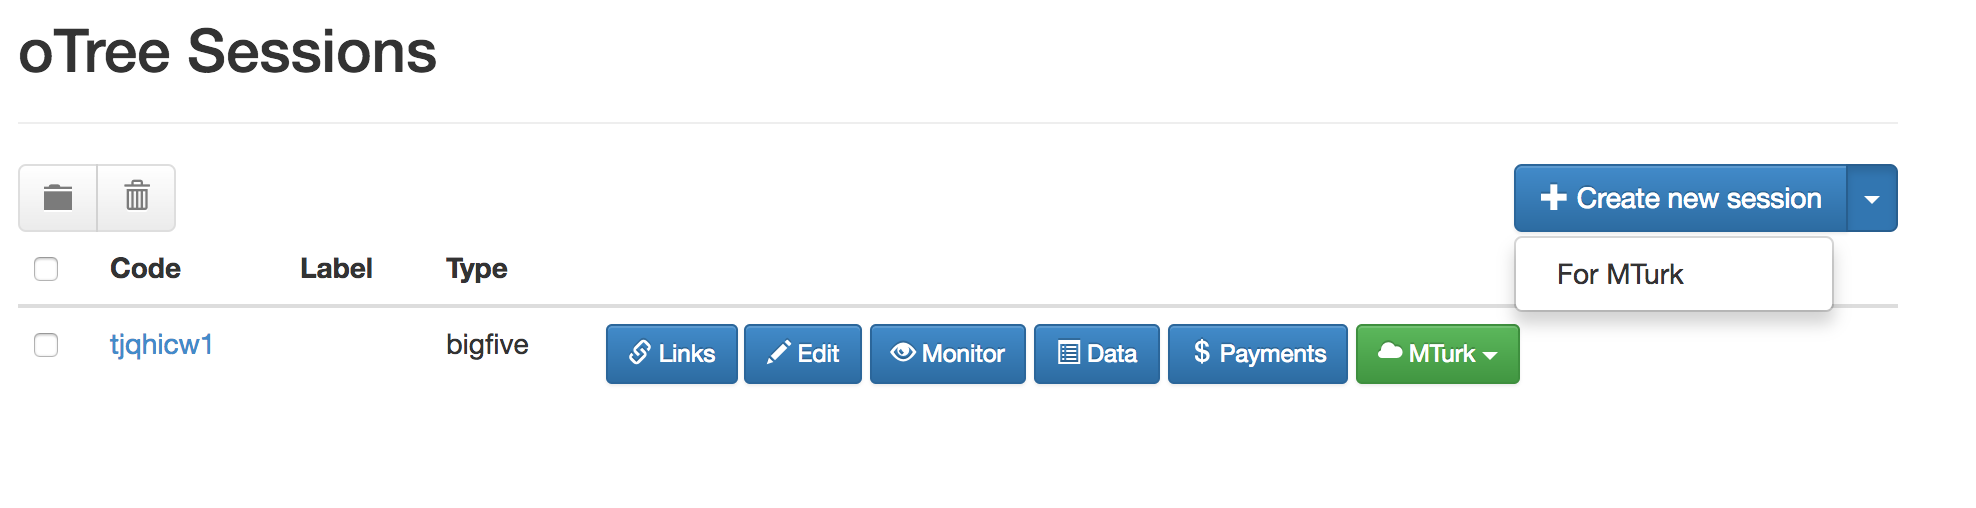 oTree Sessions
Create new session
For MTurk
Code Label Type
tjqhicw1 bigfive Links Edit Monitor Data $ Payments MTurk